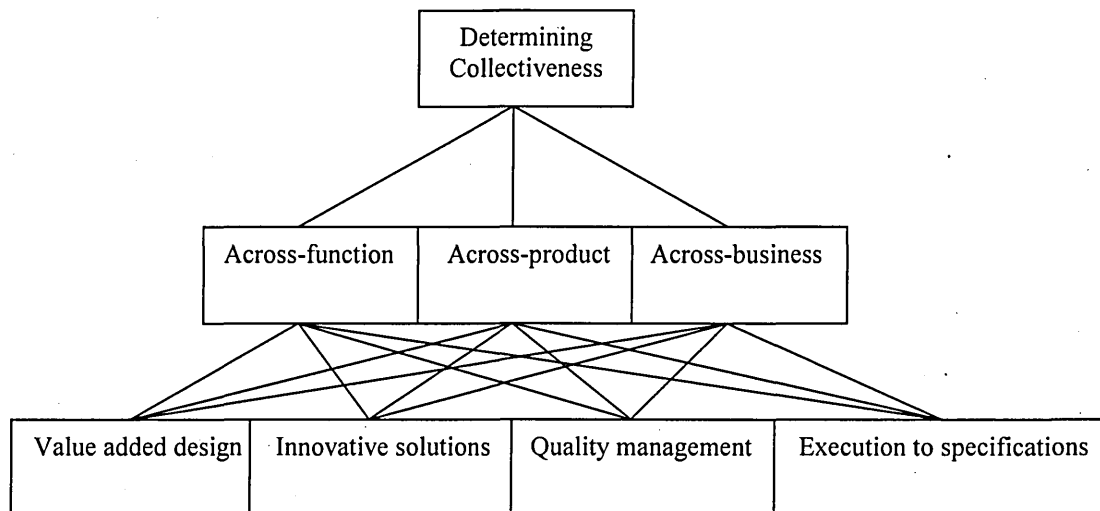 Determining
Collectiveness
Across-function Across-product Across-business
Value added design Innovative solutions Quality management Execution to specifications